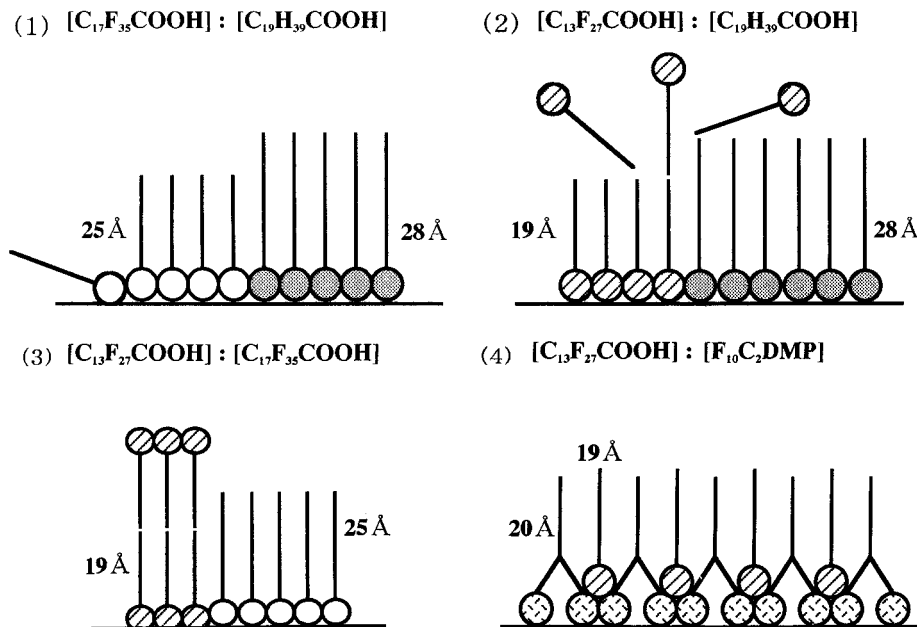 (1) [C₁₇F₃₅COOH] : [C₁₉H₃₉COOH]
(2) [C₁₃F₂₇COOH] : [C₁₉H₃₉COOH]
25 Å
28 Å
19 Å
28 Å
(3) [C₁₃F₂₇COOH] : [C₁₇F₃₅COOH]
(4) [C₁₃F₂₇COOH] : [F₁₀C₂DMP]
19 Å
25 Å
19 Å
20 Å